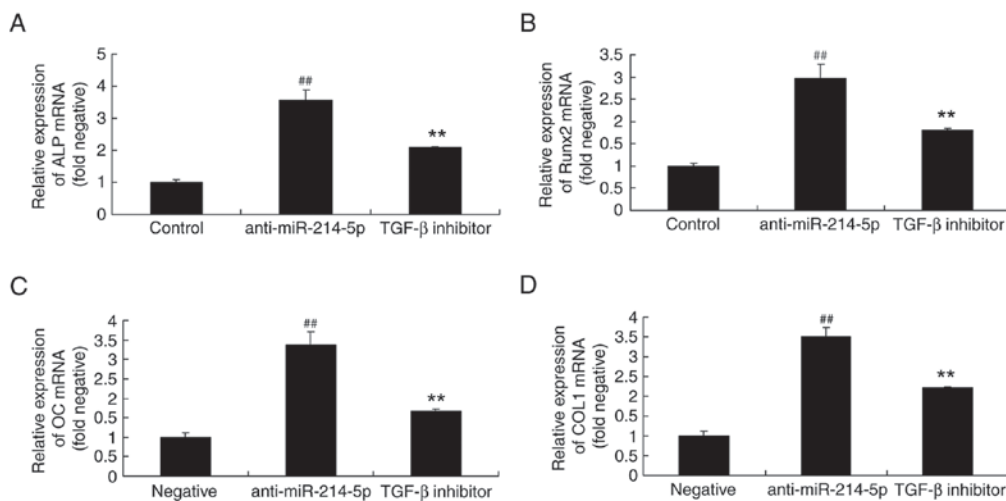 A
Relative expression
of ALP mRNA
(fold negative)
5
4
3
2
1
0
##
**
Control anti-miR-214-5p TGF-β inhibitor
B
Relative expression
of Runx2 mRNA
(fold negative)
3.5
3
2.5
2
0.5
1
0.5
0
##
**
Control anti-miR-214-5p TGF-β inhibitor
C
Relative expression
of OC mRNA
(fold negative)
4
3.5
3
2.5
2
0.5
1
0.5
0
##
**
Negative anti-miR-214-5p TGF-β inhibitor
D
Relative expression
of COL1 mRNA
(fold negative)
4
3.5
3
2.5
2
0.5
1
0.5
0
##
**
Negative anti-miR-214-5p TGF-β inhibitor